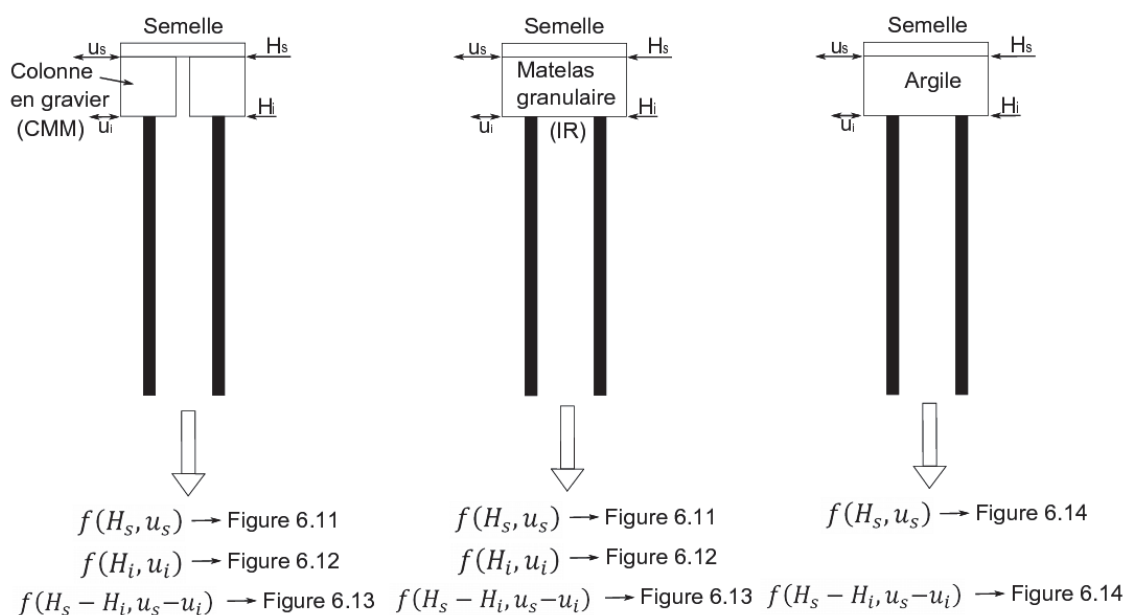 Semelle
uₛ
Hₛ
Colonne
en gravier
(CMM)
uᵢ
Hᵢ
f(Hₛ, uₛ) → Figure 6.11
f(Hᵢ, uᵢ) → Figure 6.12
f(Hₛ − Hᵢ, uₛ−uᵢ) → Figure 6.13
Semelle
uₛ
Hₛ
Matelas
granulaire
(IR)
uᵢ
Hᵢ
f(Hₛ, uₛ) → Figure 6.11
f(Hᵢ, uᵢ) → Figure 6.12
f(Hₛ − Hᵢ, uₛ−uᵢ) → Figure 6.13
Semelle
uₛ
Hₛ
Argile
uᵢ
Hᵢ
f(Hₛ, uₛ) → Figure 6.14
f(Hₛ − Hᵢ, uₛ−uᵢ) → Figure 6.14